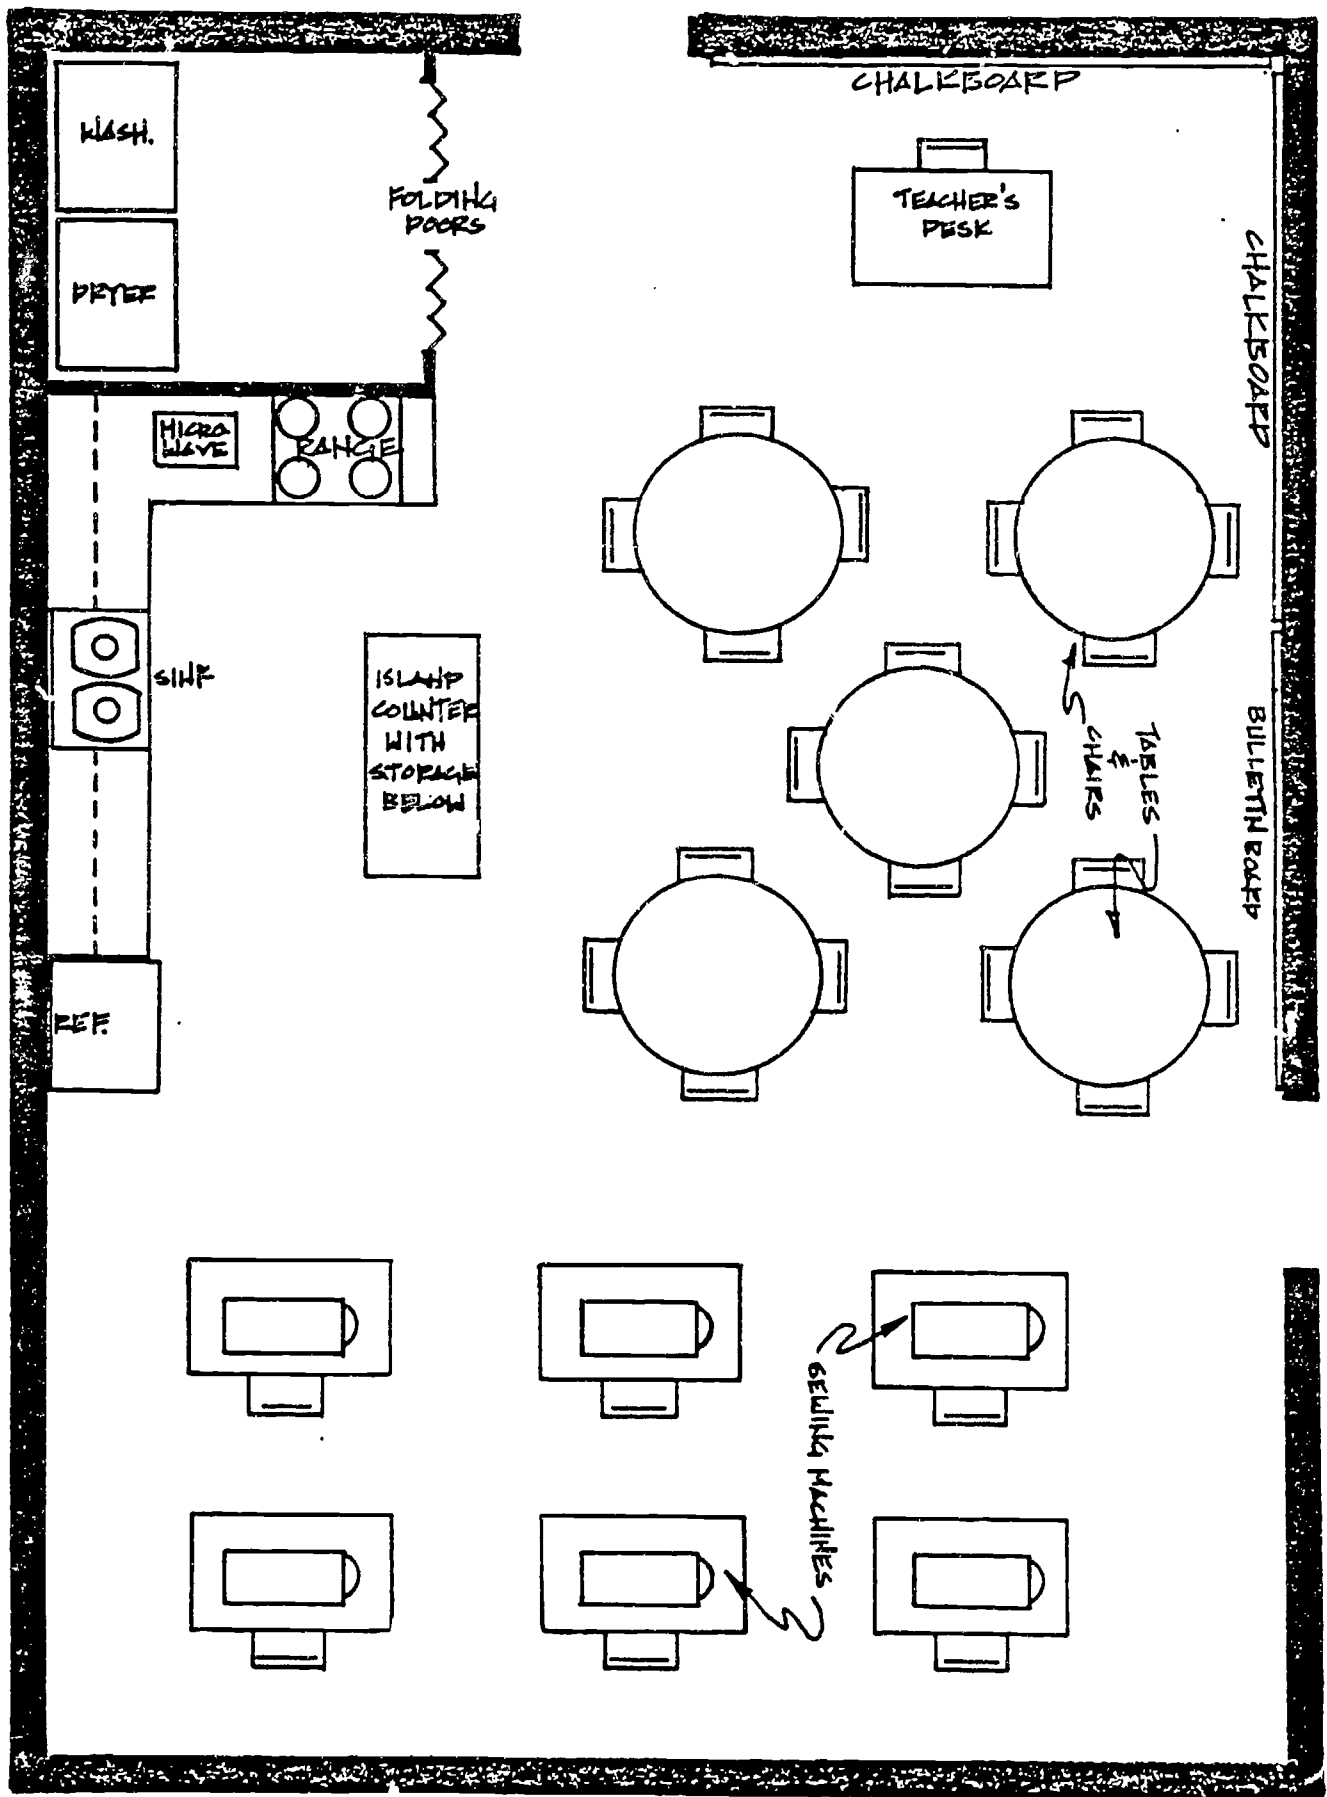 CHALKBOARD
WASH.
TEACHER'S
DESK
FOLDING
DOORS
DRYER
CHALKBOARD
MICRO
WAVE
RANGE
SINK
ISLAND
COUNTER
WITH
STORAGE
BELOW
TABLES
&
CHAIRS
BULLETIN BOARD
REF.
SEWING MACHINES